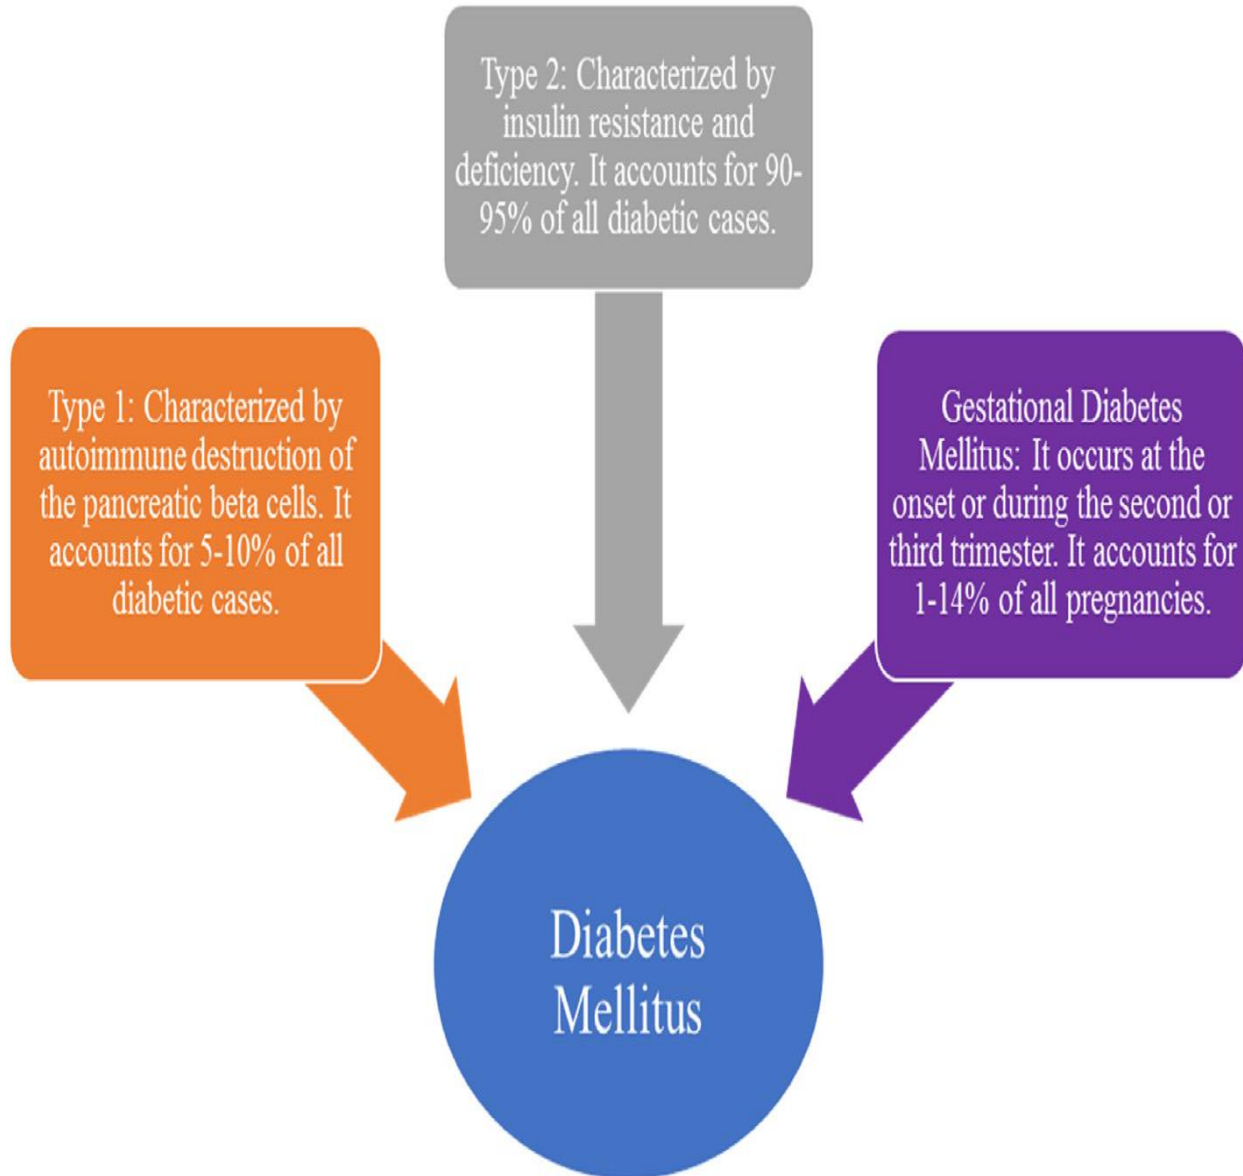 Type 2: Characterized by
insulin resistance and
deficiency. It accounts for 90-
95% of all diabetic cases.
Type 1: Characterized by
autoimmune destruction of
the pancreatic beta cells. It
accounts for 5-10% of all
diabetic cases.
Gestational Diabetes
Mellitus: It occurs at the
onset or during the second or
third trimester. It accounts for
1-14% of all pregnancies.
Diabetes
Mellitus